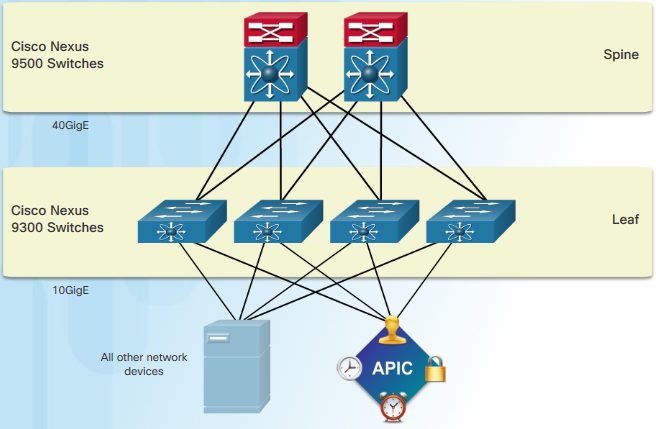 Cisco Nexus
9500 Switches
Spine
40GigE
Cisco Nexus
9300 Switches
Leaf
10GigE
All other network
devices
APIC